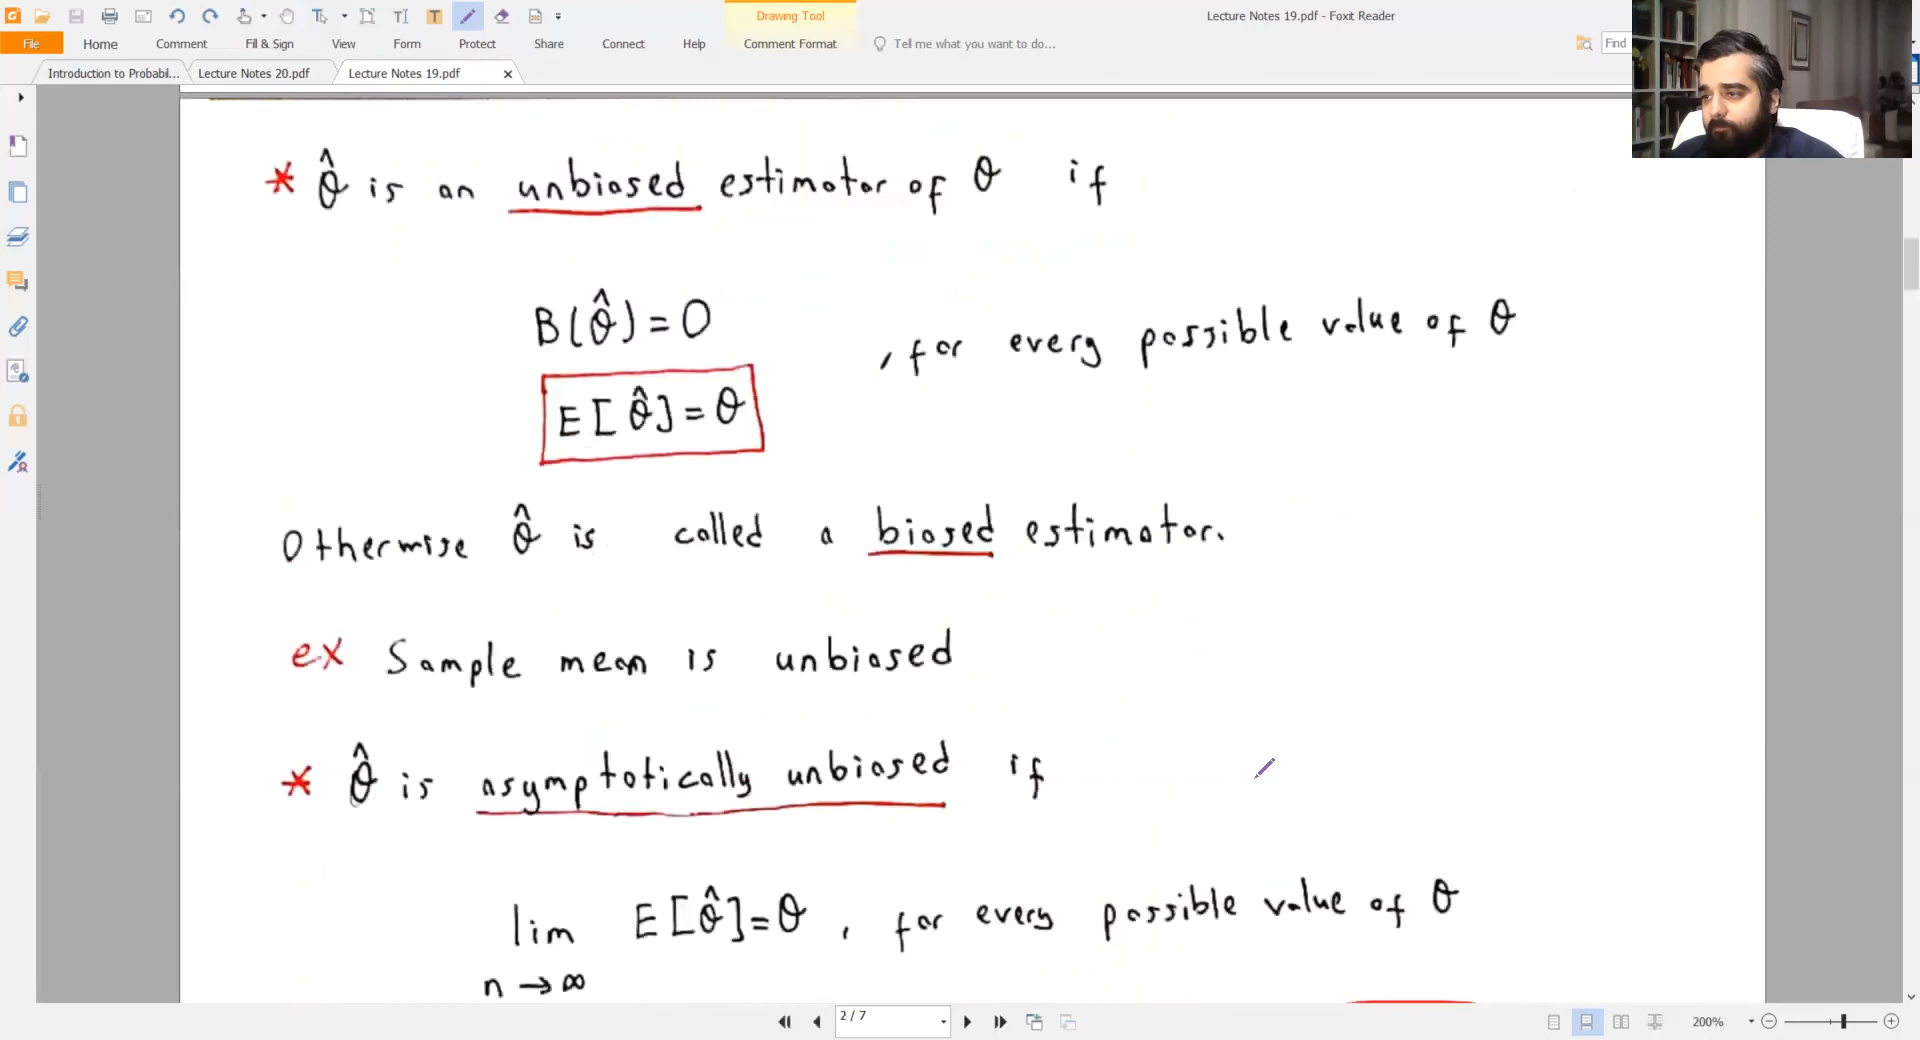 Drawing Tool
Lecture Notes 19.pdf - Foxit Reader
File Home Comment Fill & Sign View Form Protect Share Connect Help Comment Format Tell me what you want to do... Find
Introduction to Probabil... Lecture Notes 20.pdf Lecture Notes 19.pdf
* θ̂ is an unbiased estimator of θ if
B(θ̂) = 0
, for every possible value of θ
E[θ̂] = θ
Otherwise θ̂ is called a biased estimator.
ex Sample mean is unbiased
* θ̂ is asymptotically unbiased if
lim E[θ̂] = θ , for every possible value of θ
n → ∞
2 / 7
200%